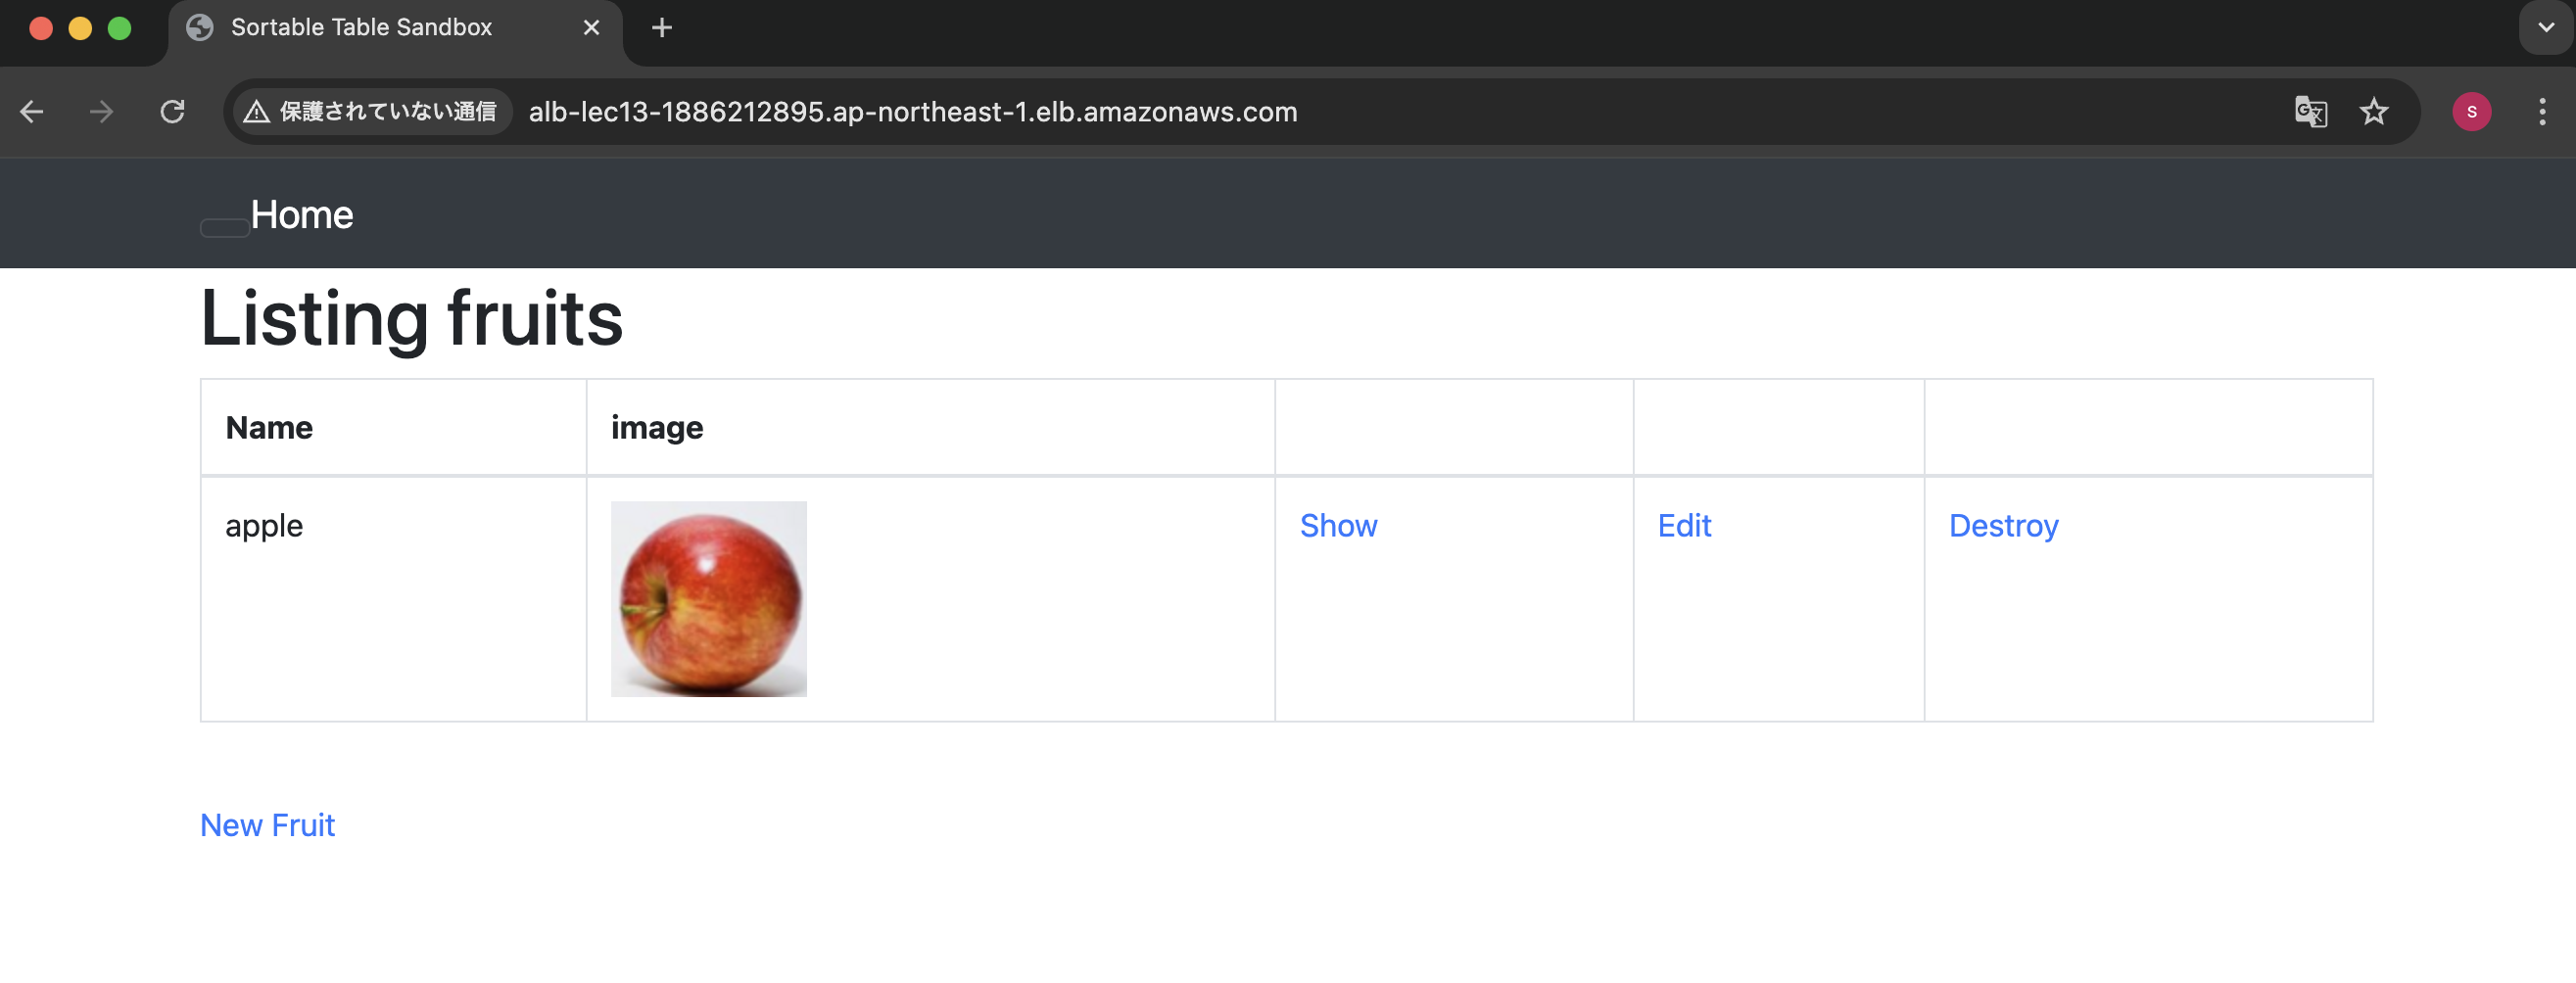 Sortable Table Sandbox
保護されていない通信 alb-lec13-1886212895.ap-northeast-1.elb.amazonaws.com
S
Home
Listing fruits
Name image
apple Show Edit Destroy
New Fruit